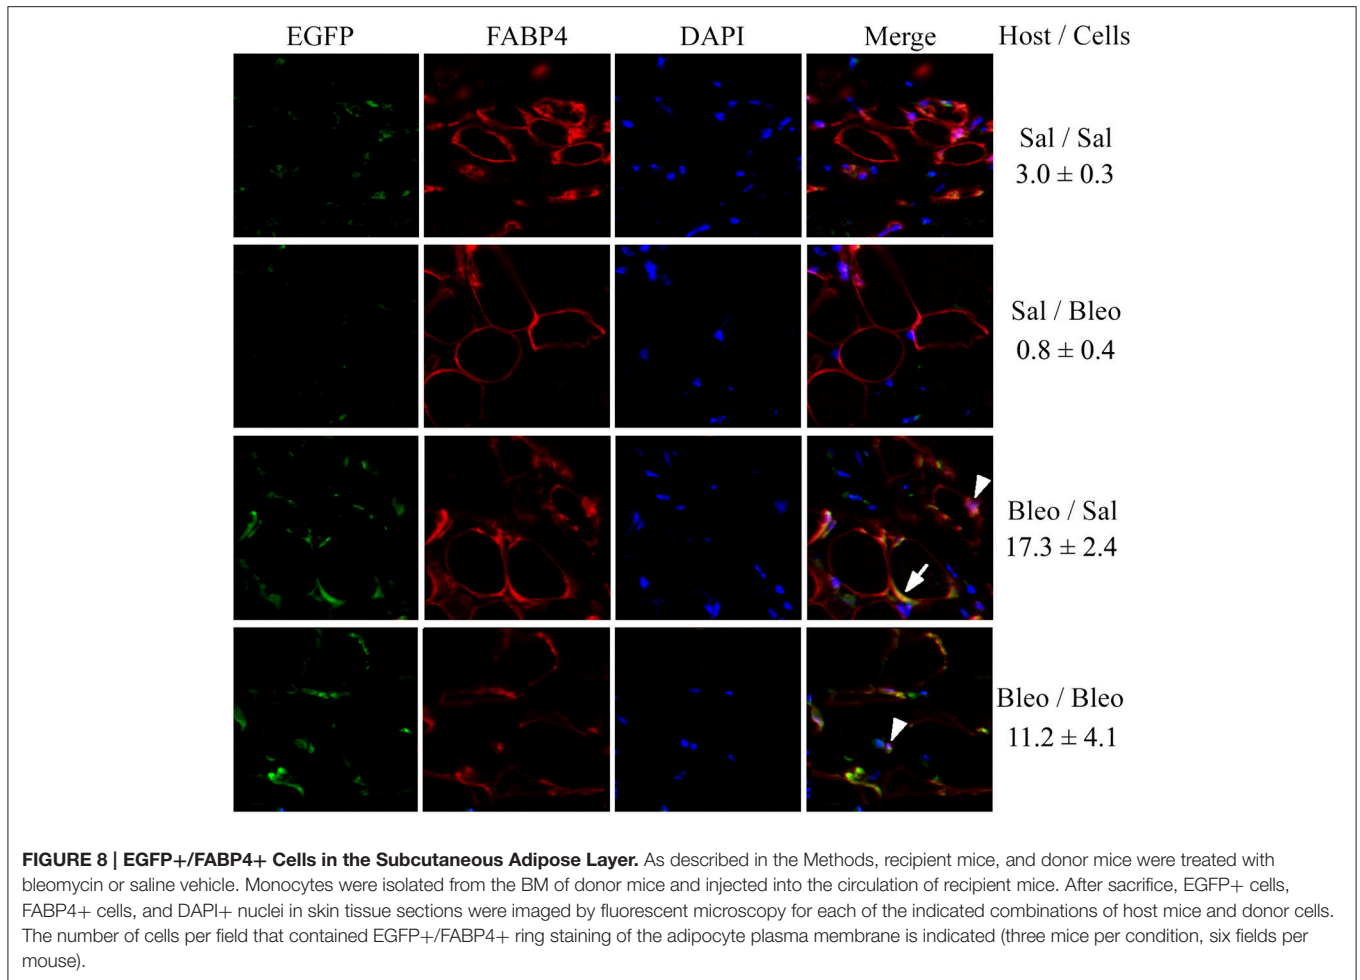 EGFP FABP4 DAPI Merge Host / Cells
Sal / Sal
3.0 ± 0.3
Sal / Bleo
0.8 ± 0.4
Bleo / Sal
17.3 ± 2.4
Bleo / Bleo
11.2 ± 4.1
FIGURE 8 | EGFP+/FABP4+ Cells in the Subcutaneous Adipose Layer. As described in the Methods, recipient mice, and donor mice were treated with
bleomycin or saline vehicle. Monocytes were isolated from the BM of donor mice and injected into the circulation of recipient mice. After sacrifice, EGFP+ cells,
FABP4+ cells, and DAPI+ nuclei in skin tissue sections were imaged by fluorescent microscopy for each of the indicated combinations of host mice and donor cells.
The number of cells per field that contained EGFP+/FABP4+ ring staining of the adipocyte plasma membrane is indicated (three mice per condition, six fields per
mouse).